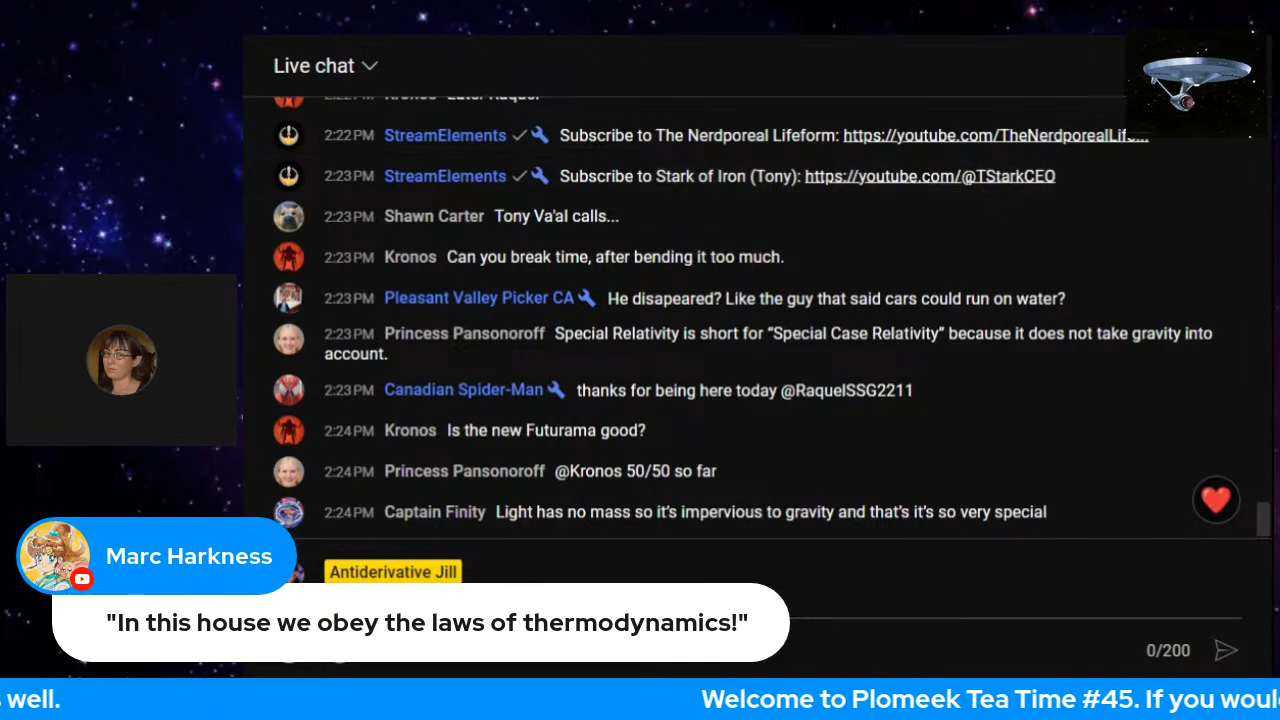 Live chat
2:22PM StreamElements Subscribe to The Nerdporeal Lifeform: https://youtube.com/TheNerdporealLife...
2:23PM StreamElements Subscribe to Stark of Iron (Tony): https://youtube.com/@TStarkCEO
2:23PM Shawn Carter Tony Va'al calls...
2:23PM Kronos Can you break time, after bending it too much.
2:23PM Pleasant Valley Picker CA He disapeared? Like the guy that said cars could run on water?
2:23PM Princess Pansonoroff Special Relativity is short for “Special Case Relativity” because it does not take gravity into
account.
2:23PM Canadian Spider-Man thanks for being here today @RaquelSSG2211
2:24PM Kronos Is the new Futurama good?
2:24PM Princess Pansonoroff @Kronos 50/50 so far
2:24PM Captain Finity Light has no mass so it’s impervious to gravity and that’s it’s so very special
Marc Harkness
Antiderivative Jill
"In this house we obey the laws of thermodynamics!"
0/200
well. Welcome to Plomeek Tea Time #45. If you woul